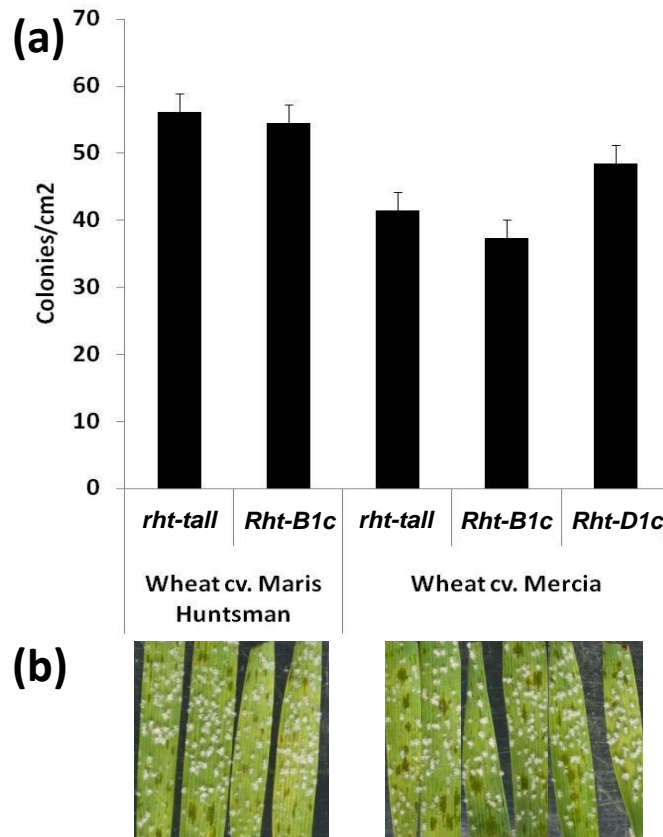 (a)
70
60
50
40
30
20
10
0
Colonies/cm2
rht-tall Rht-B1c rht-tall Rht-B1c Rht-D1c
Wheat cv. Maris Huntsman
Wheat cv. Mercia
(b)